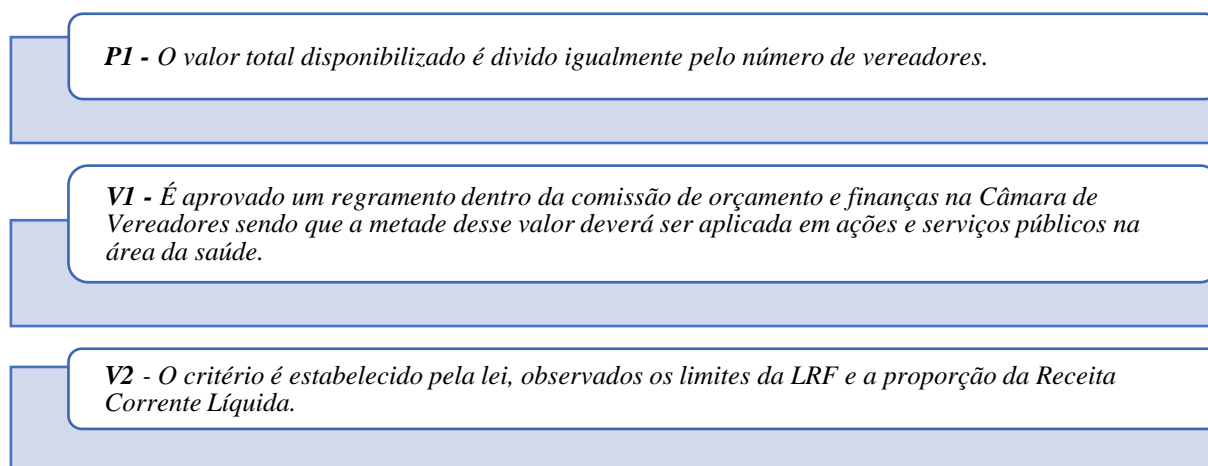 P1 - O valor total disponibilizado é divido igualmente pelo número de vereadores.
V1 - É aprovado um regramento dentro da comissão de orçamento e finanças na Câmara de
Vereadores sendo que a metade desse valor deverá ser aplicada em ações e serviços públicos na
área da saúde.
V2 - O critério é estabelecido pela lei, observados os limites da LRF e a proporção da Receita
Corrente Líquida.